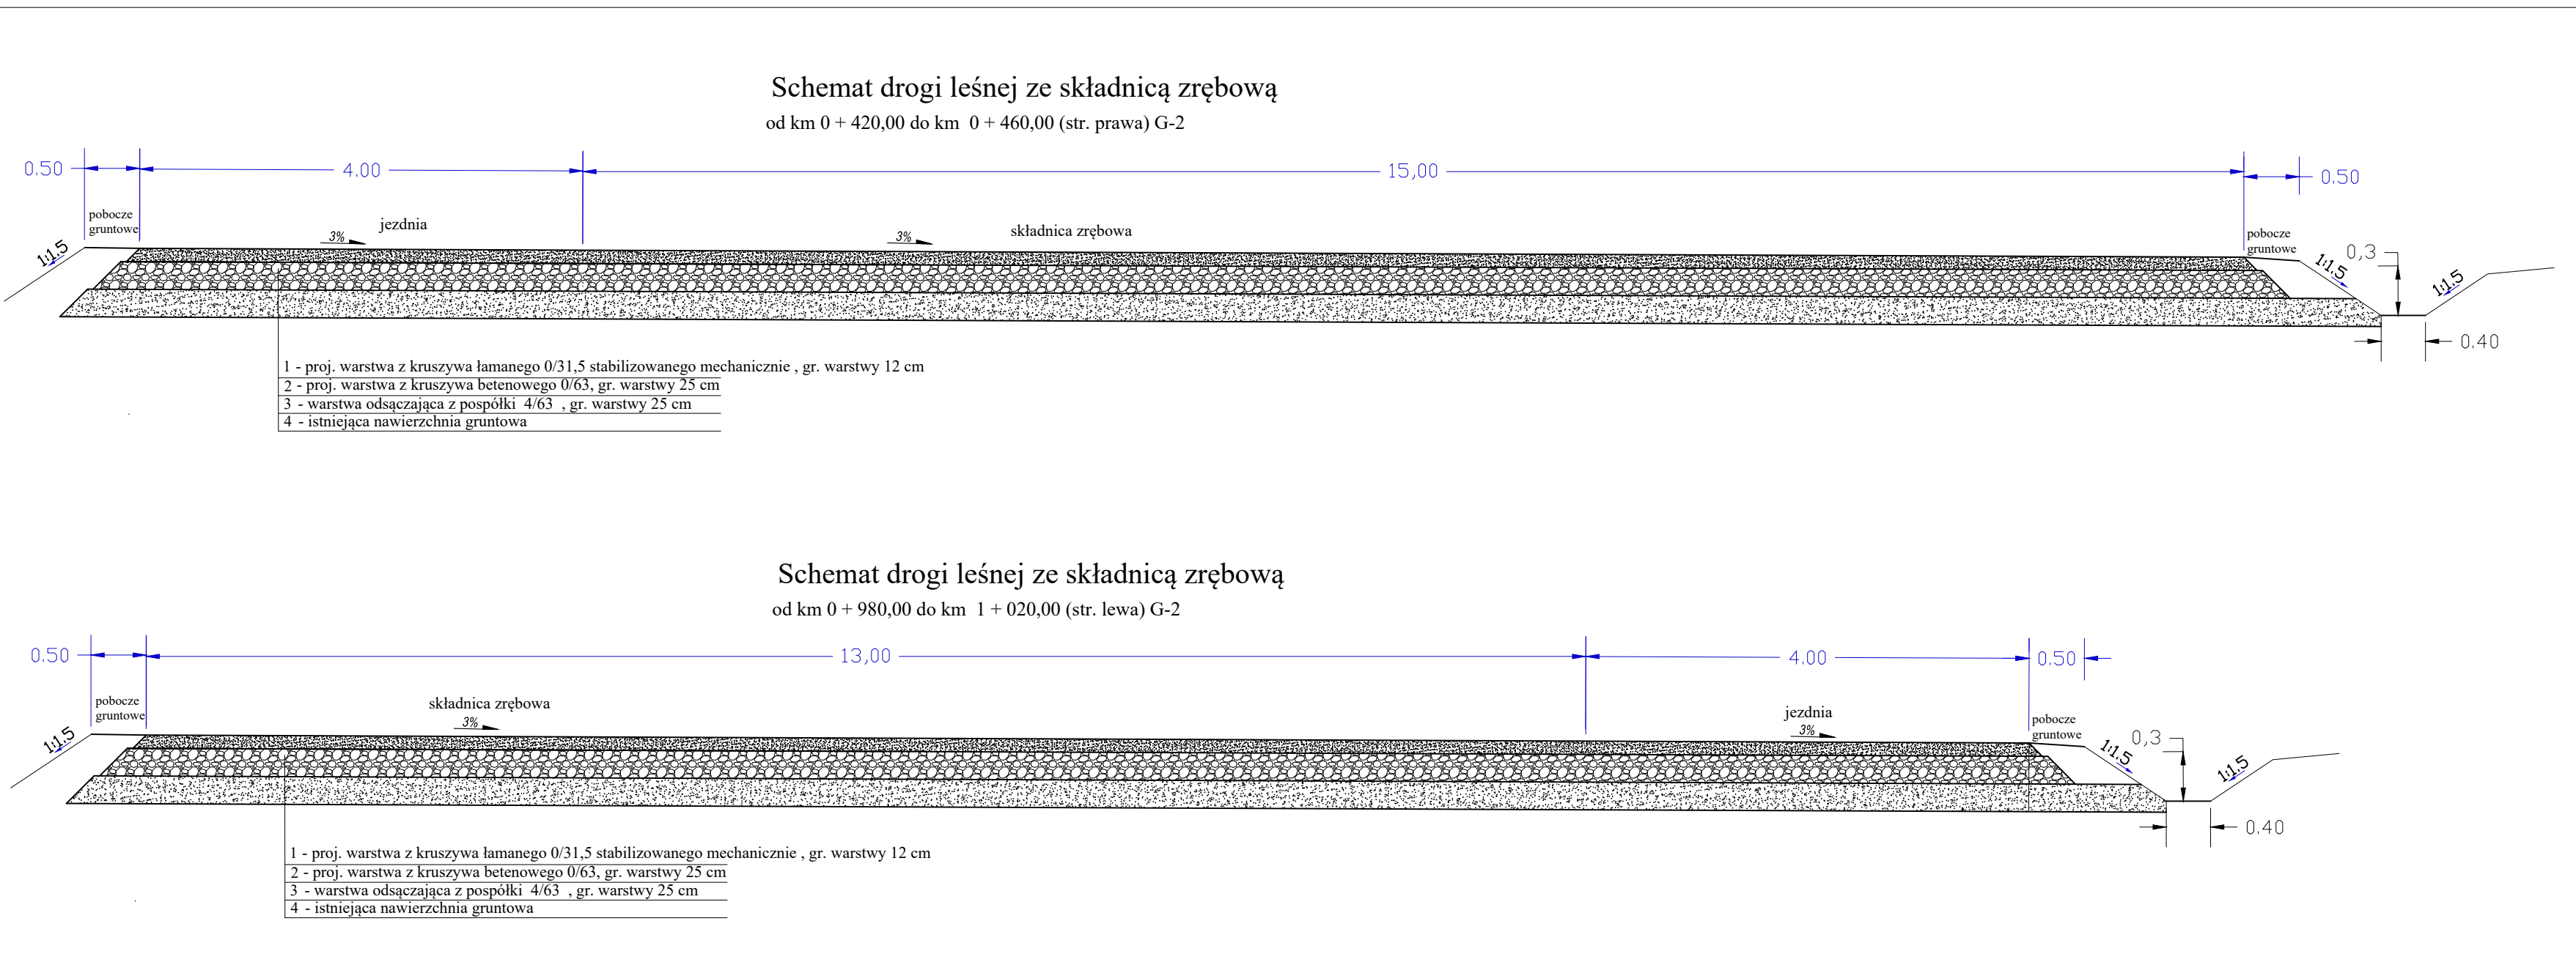 Schemat drogi leśnej ze składnicą zrębową
od km 0 + 420,00 do km 0 + 460,00 (str. prawa) G-2
0.50
4.00
15,00
0.50
pobocze
gruntowe
jezdnia
składnica zrębowa
pobocze
gruntowe
1:1.5
3%
3%
1:1.5
0,3
1:1.5
0.40
1 - proj. warstwa z kruszywa łamanego 0/31,5 stabilizowanego mechanicznie , gr. warstwy 12 cm
2 - proj. warstwa z kruszywa betenowego 0/63, gr. warstwy 25 cm
3 - warstwa odsączająca z pospółki 4/63 , gr. warstwy 25 cm
4 - istniejąca nawierzchnia gruntowa
Schemat drogi leśnej ze składnicą zrębową
od km 0 + 980,00 do km 1 + 020,00 (str. lewa) G-2
0.50
13,00
4.00
0.50
pobocze
gruntowe
składnica zrębowa
jezdnia
pobocze
gruntowe
1:1.5
3%
3%
1:1.5
0,3
1:1.5
0.40
1 - proj. warstwa z kruszywa łamanego 0/31,5 stabilizowanego mechanicznie , gr. warstwy 12 cm
2 - proj. warstwa z kruszywa betenowego 0/63, gr. warstwy 25 cm
3 - warstwa odsączająca z pospółki 4/63 , gr. warstwy 25 cm
4 - istniejąca nawierzchnia gruntowa